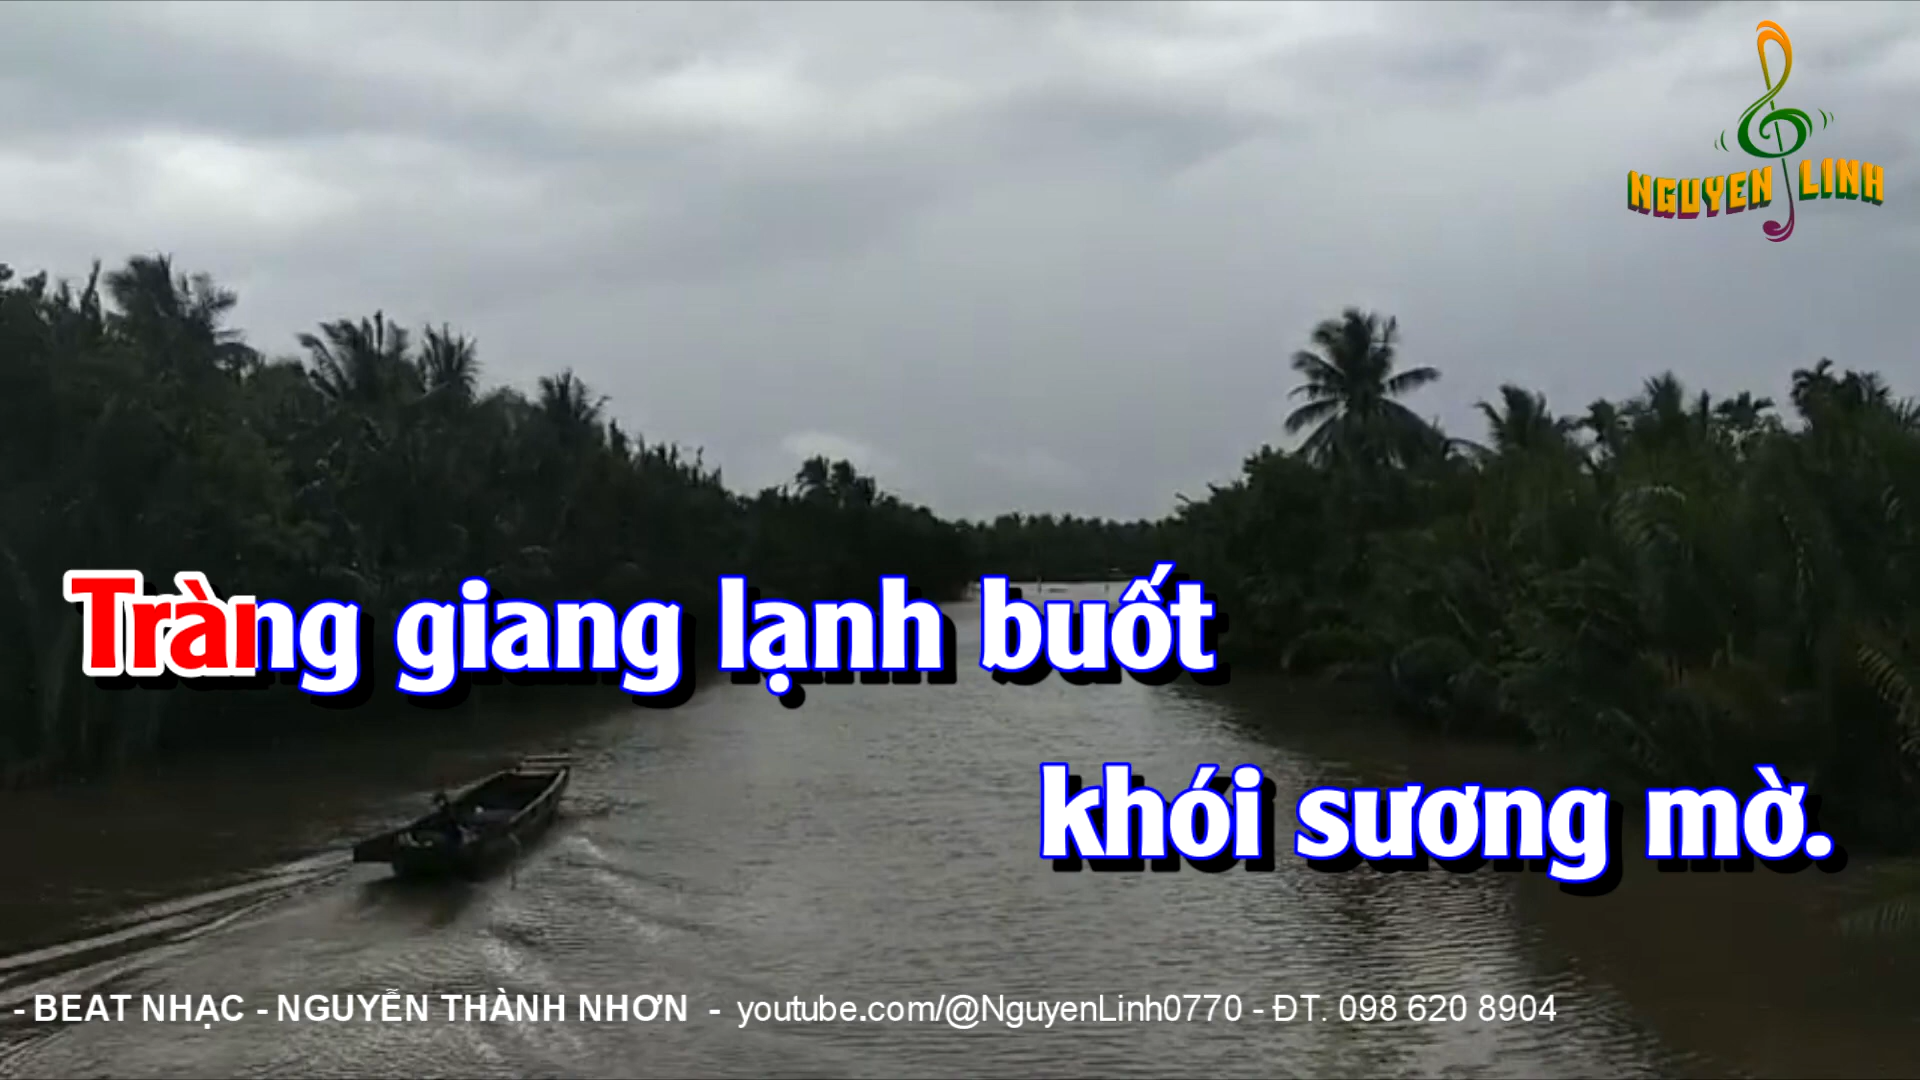 NGUYEN LINH
Tràng giang lạnh buốt
khói sương mờ.
- BEAT NHẠC - NGUYỄN THÀNH NHƠN - youtube.com/@NguyenLinh0770 - ĐT. 098 620 8904